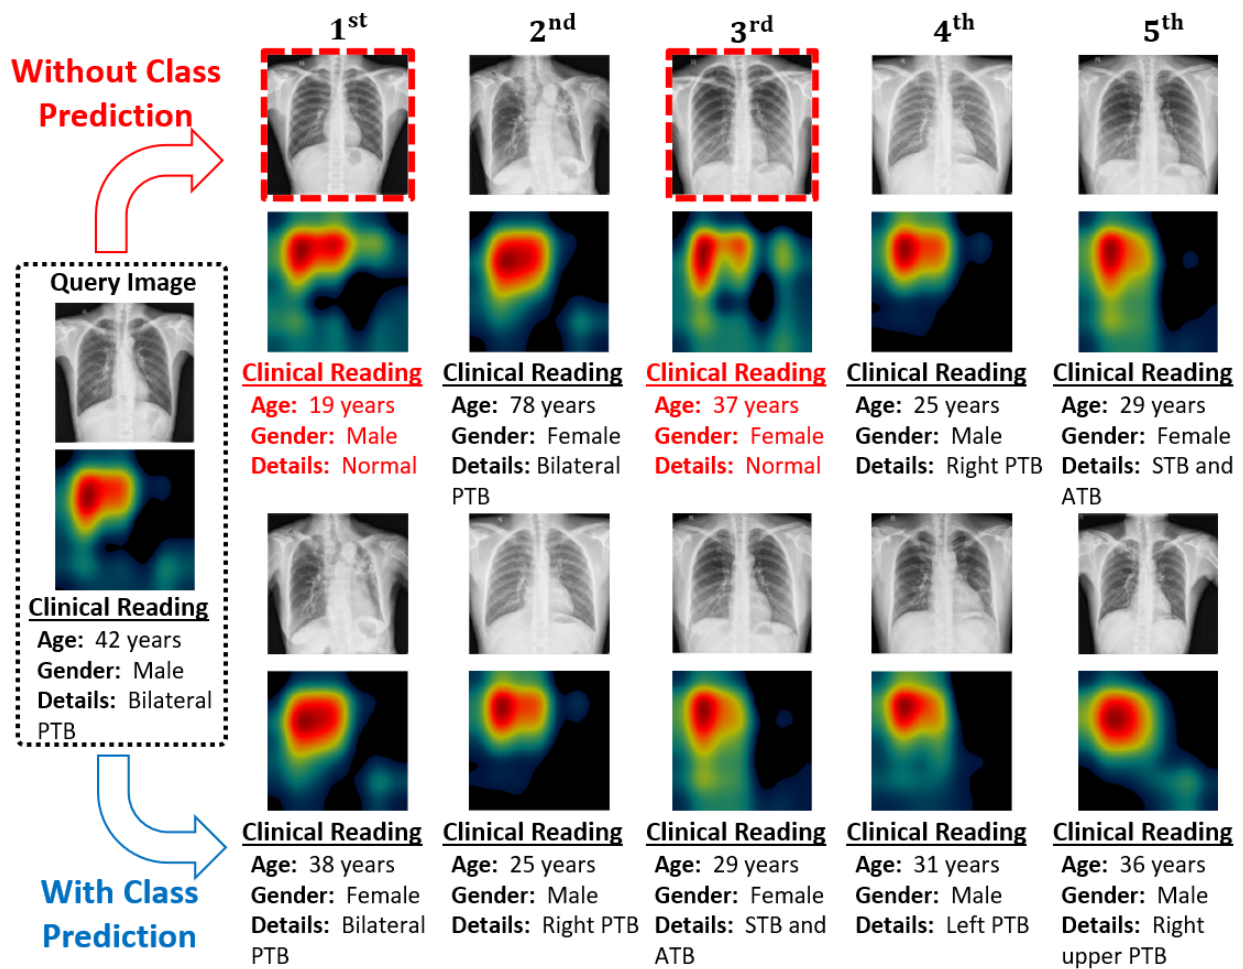 1st
2nd
3rd
4th
5th
Without Class
Prediction
Query Image
Clinical Reading
Age: 42 years
Gender: Male
Details: Bilateral
PTB
Clinical Reading
Age: 19 years
Gender: Male
Details: Normal
Clinical Reading
Age: 78 years
Gender: Female
Details: Bilateral
PTB
Clinical Reading
Age: 37 years
Gender: Female
Details: Normal
Clinical Reading
Age: 25 years
Gender: Male
Details: Right PTB
Clinical Reading
Age: 29 years
Gender: Female
Details: STB and
ATB
With Class
Prediction
Clinical Reading
Age: 38 years
Gender: Female
Details: Bilateral
PTB
Clinical Reading
Age: 25 years
Gender: Male
Details: Right PTB
Clinical Reading
Age: 29 years
Gender: Female
Details: STB and
ATB
Clinical Reading
Age: 31 years
Gender: Male
Details: Left PTB
Clinical Reading
Age: 36 years
Gender: Male
Details: Right
upper PTB